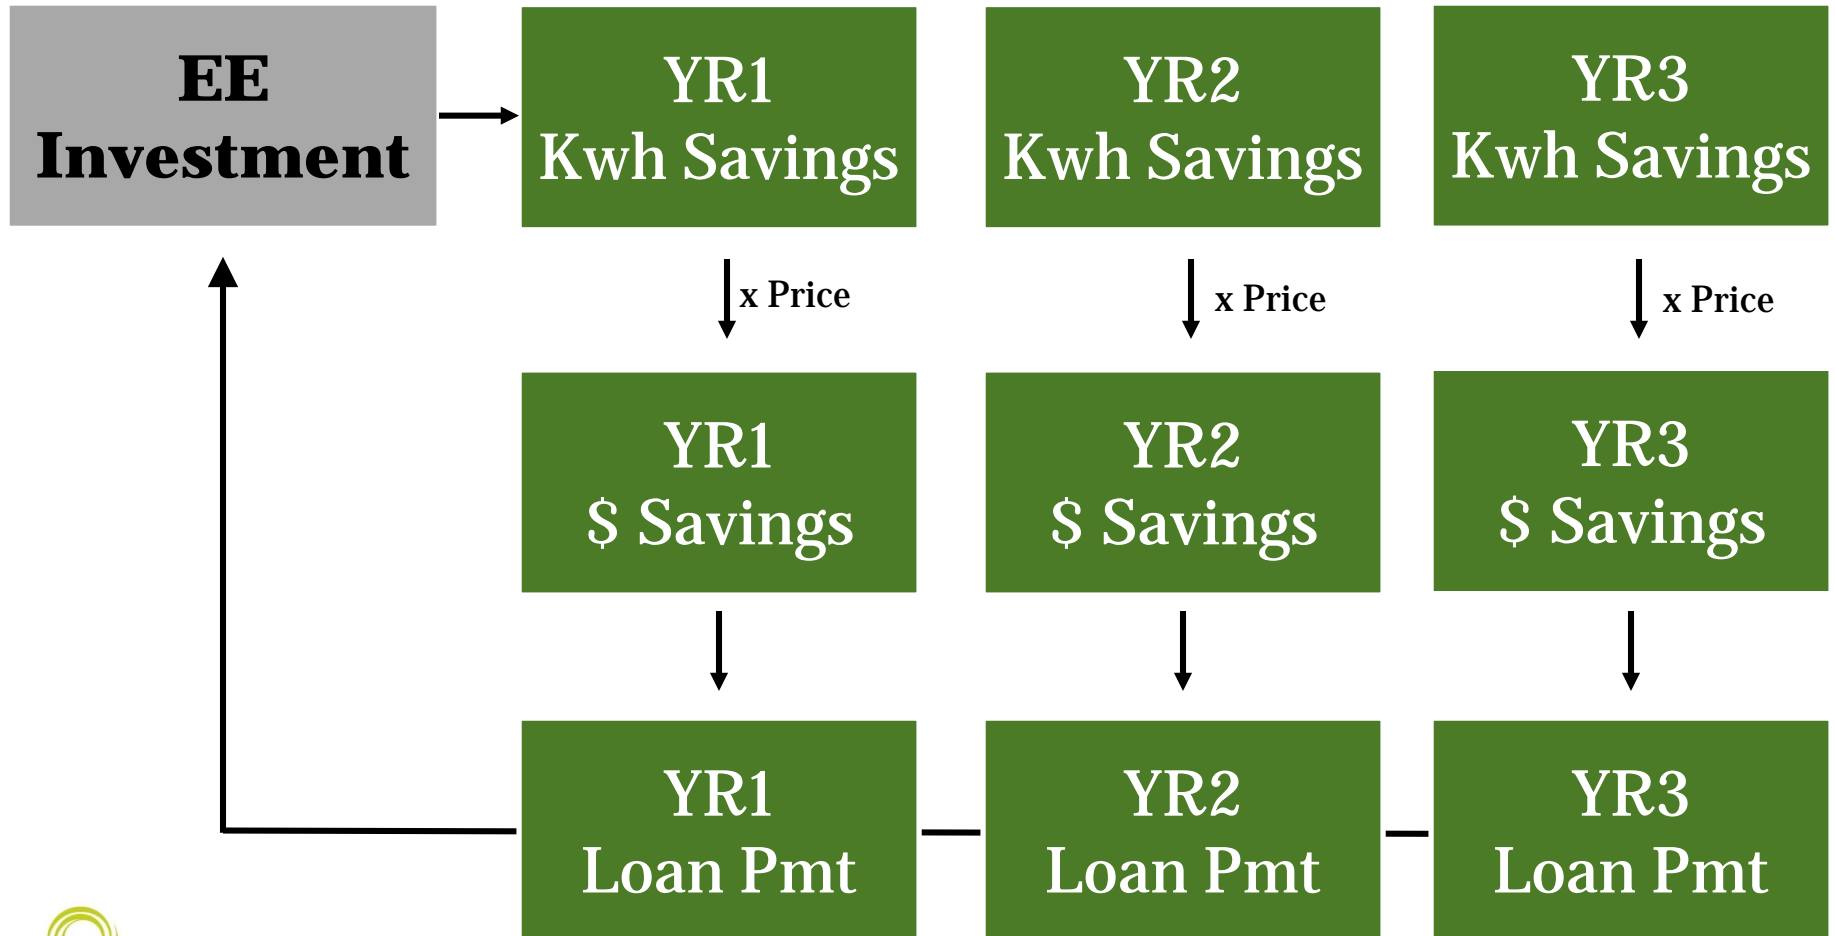 EE
Investment
YR1
Kwh Savings
YR2
Kwh Savings
YR3
Kwh Savings
x Price
x Price
x Price
YR1
$ Savings
YR2
$ Savings
YR3
$ Savings
YR1
Loan Pmt
YR2
Loan Pmt
YR3
Loan Pmt